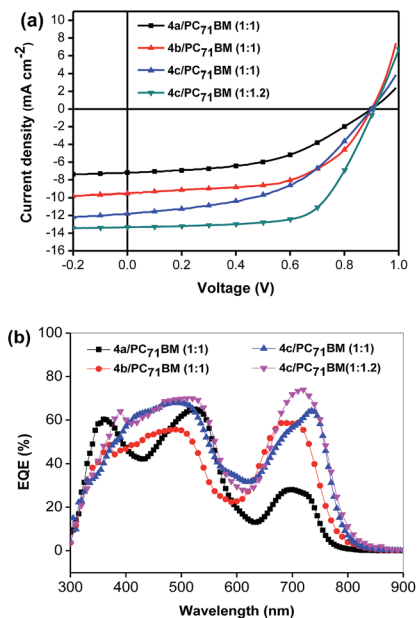 (a)
4a/PC71BM (1:1)
4b/PC71BM (1:1)
4c/PC71BM (1:1)
4c/PC71BM (1:1.2)
Current density (mA cm-2)
10
8
6
4
2
0
-2
-4
-6
-8
-10
-12
-14
-16
-0.2 0.0 0.2 0.4 0.6 0.8 1.0
Voltage (V)
(b)
4a/PC71BM (1:1) 4c/PC71BM (1:1)
4b/PC71BM (1:1) 4c/PC71BM(1:1.2)
EQE (%)
100
80
60
40
20
0
300 400 500 600 700 800 900
Wavelength (nm)